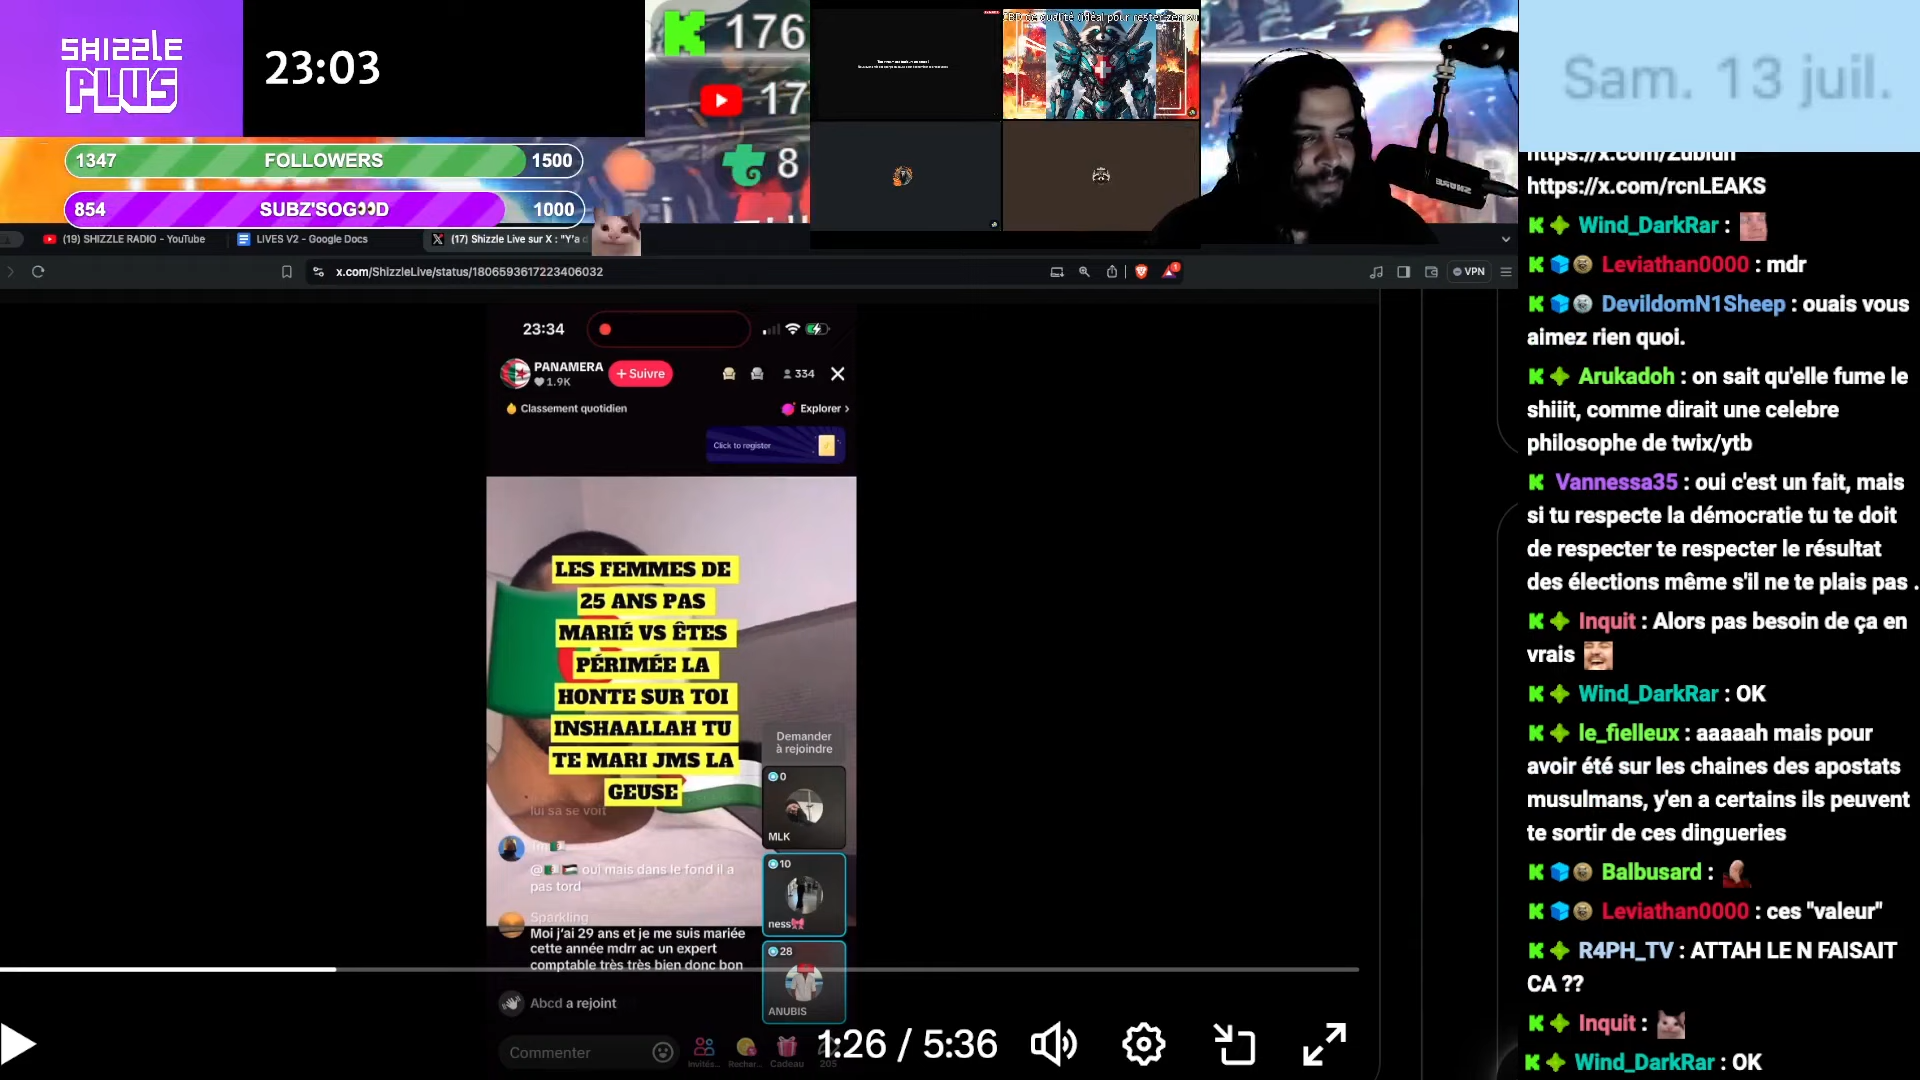 SHIZZLE
PLUS
23:03
176
17
8
CBD de qualité idéal pour rester zen
Sam. 13 juil.
1347 FOLLOWERS 1500
854 SUBZ'SOG👀D 1000
(19) SHIZZLE RADIO - YouTube
LIVES V2 - Google Docs
(17) Shizzle Live sur X : "Y'a d
x.com/ShizzleLive/status/1806593617223406032
VPN
23:34
PANAMERA
1.9K
+ Suivre
334
Classement quotidien
Explorer >
Click to register
LES FEMMES DE
25 ANS PAS
MARIÉ VS ÊTES
PÉRIMÉE LA
HONTE SUR TOI
INSHAALLAH TU
TE MARI JMS LA
GEUSE
Demander
à rejoindre
0
MLK
10
ness🎀
28
ANUBIS
lui sa se voit
@🇩🇿🇵🇸 oui mais dans le fond il a
pas tord
Sparkling
Moi j'ai 29 ans et je me suis mariée
cette année mdrr ac un expert
comptable très très bien donc bon
Abcd a rejoint
Commenter
Cadeau
205
1:26 / 5:36
https://x.com/Zublun
https://x.com/rcnLEAKS
Wind_DarkRar :
Leviathan0000 : mdr
DevildomN1Sheep : ouais vous
aimez rien quoi.
Arukadoh : on sait qu'elle fume le
shiiit, comme dirait une celebre
philosophe de twix/ytb
Vannessa35 : oui c'est un fait, mais
si tu respecte la démocratie tu te doit
de respecter te respecter le résultat
des élections même s'il ne te plais pas .
Inquit : Alors pas besoin de ça en
vrais
Wind_DarkRar : OK
le_fielleux : aaaaah mais pour
avoir été sur les chaines des apostats
musulmans, y'en a certains ils peuvent
te sortir de ces dingueries
Balbusard :
Leviathan0000 : ces "valeur"
R4PH_TV : ATTAH LE N FAISAIT
CA ??
Inquit :
Wind_DarkRar : OK